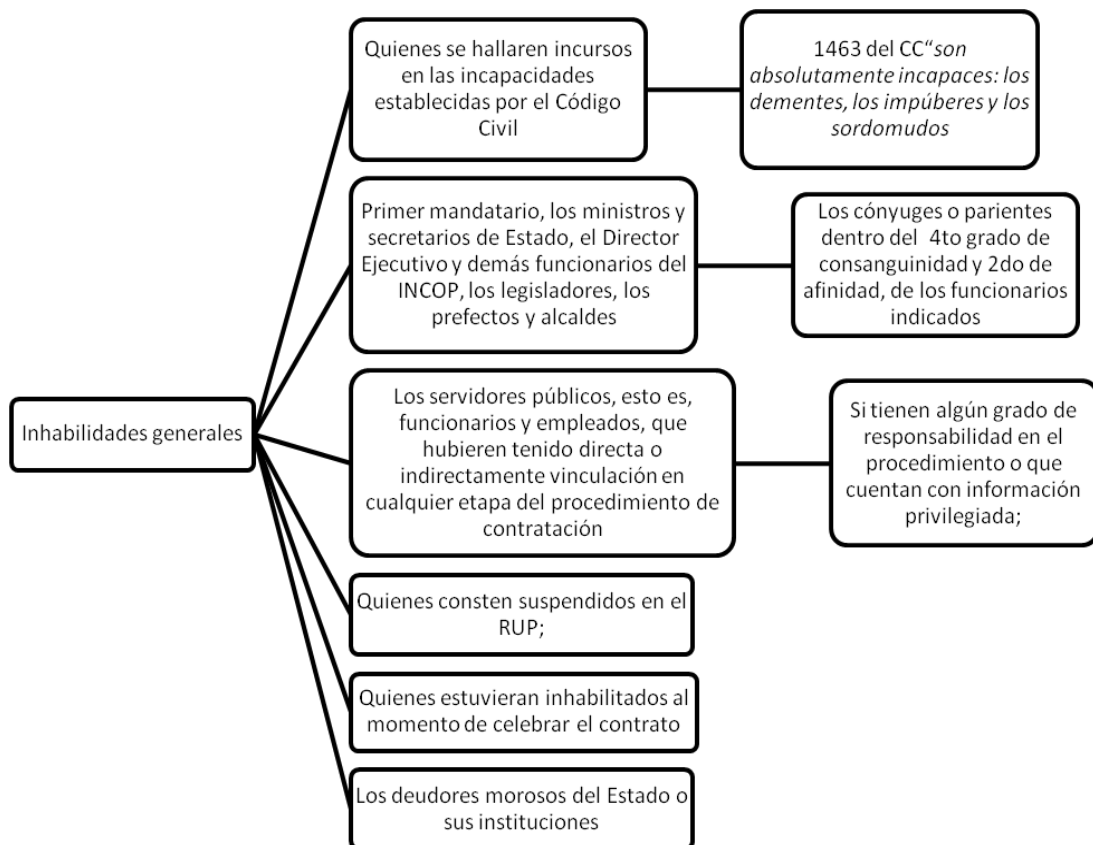 Inhabilidades generales
Quienes se hallaren incursos
en las incapacidades
establecidas por el Código
Civil
1463 del CC“son
absolutamente incapaces: los
dementes, los impúberes y los
sordomudos
Primer mandatario, los ministros y
secretarios de Estado, el Director
Ejecutivo y demás funcionarios del
INCOP, los legisladores, los
prefectos y alcaldes
Los cónyuges o parientes
dentro del 4to grado de
consanguinidad y 2do de
afinidad, de los funcionarios
indicados
Los servidores públicos, esto es,
funcionarios y empleados, que
hubieren tenido directa o
indirectamente vinculación en
cualquier etapa del procedimiento de
contratación
Si tienen algún grado de
responsabilidad en el
procedimiento o que
cuentan con información
privilegiada;
Quienes consten suspendidos en el
RUP;
Quienes estuvieran inhabilitados al
momento de celebrar el contrato
Los deudores morosos del Estado o
sus instituciones